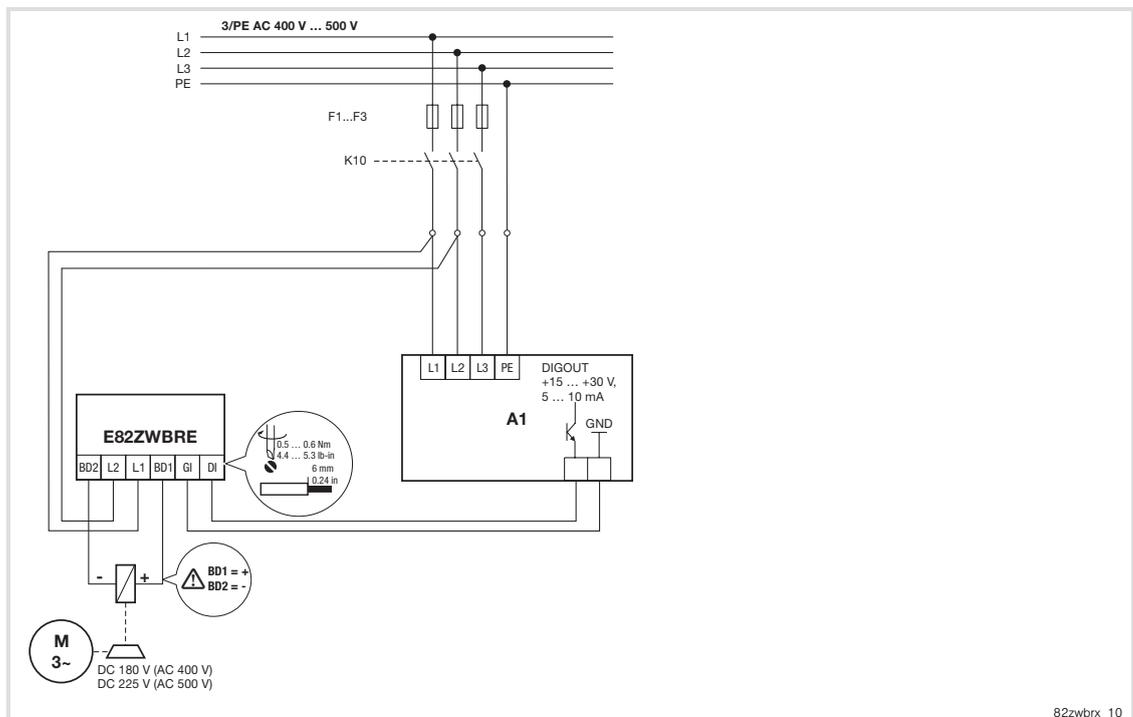 3/PE AC 400 V … 500 V
L1
L2
L3
PE
F1...F3
K10
L1 L2 L3 PE
DIGOUT
+15 … +30 V,
5 … 10 mA
A1
GND
E82ZWBRE
BD2 L2 L1 BD1 GI DI
0.5 … 0.6 Nm
4.4 … 5.3 lb-in
6 mm
0.24 in
- +
BD1 = +
BD2 = -
M
3~
DC 180 V (AC 400 V)
DC 225 V (AC 500 V)
82zwbrx_10